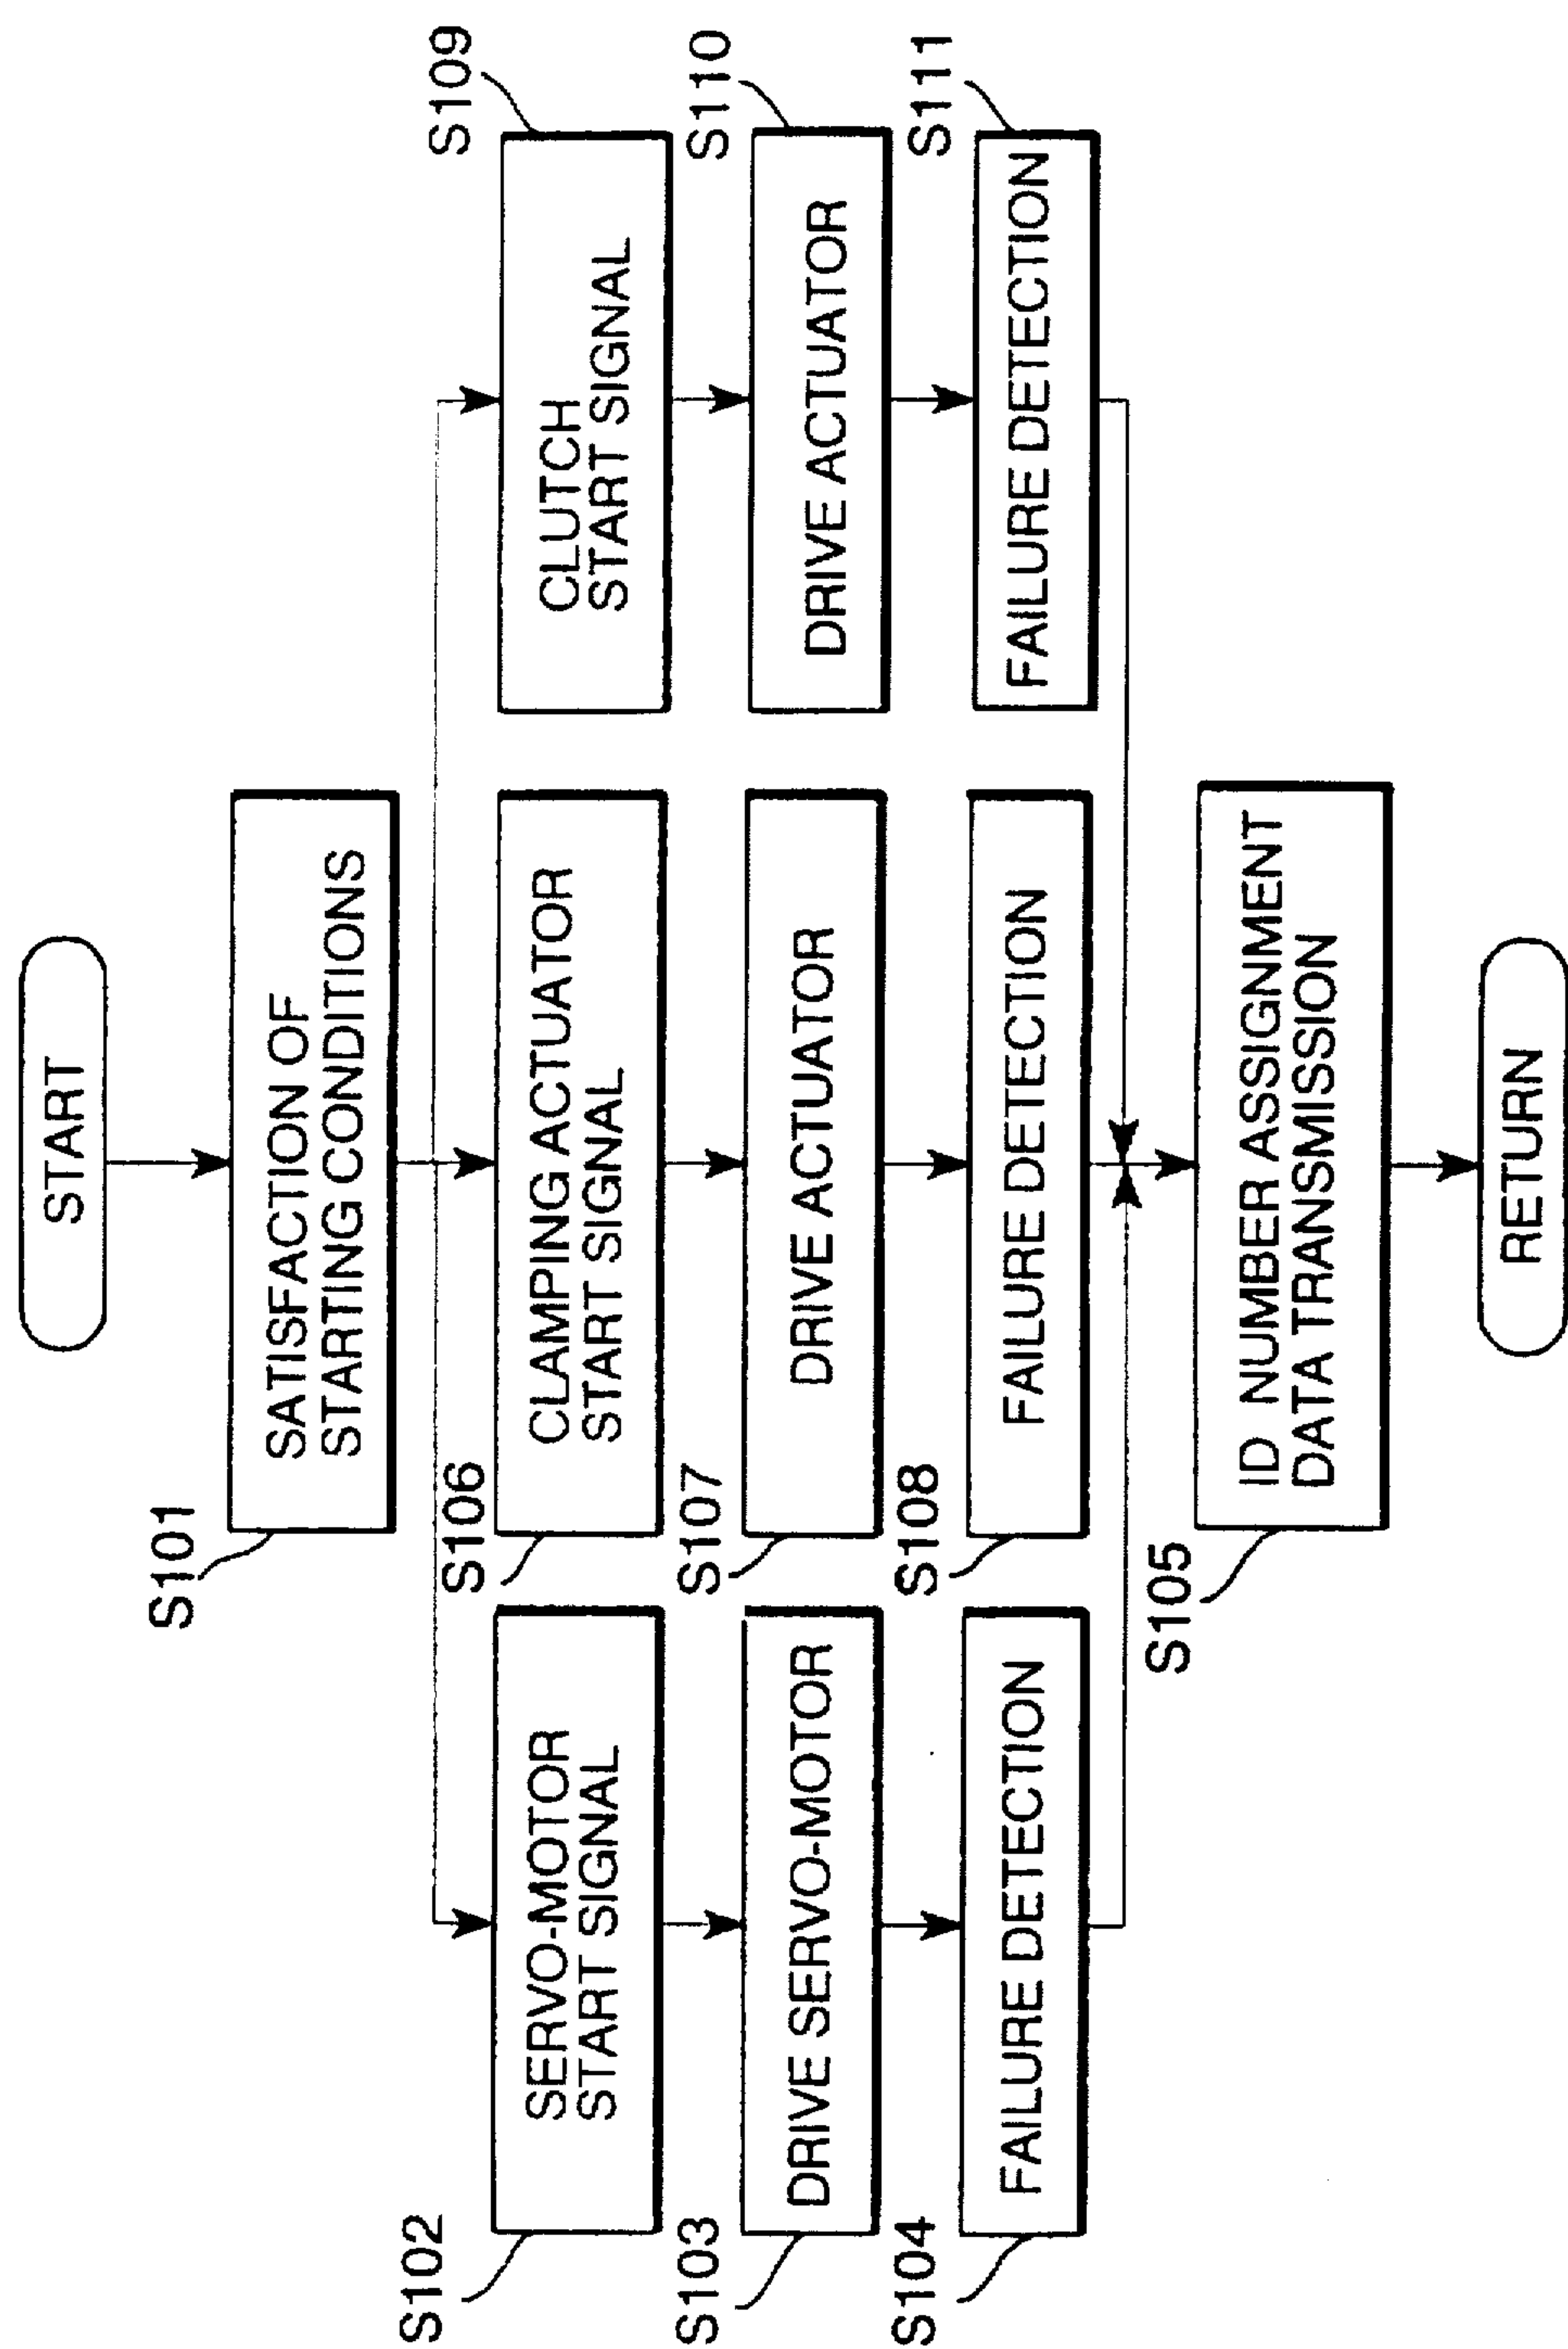 START
S101
SATISFACTION OF
STARTING CONDITIONS
S102
SERVO-MOTOR
START SIGNAL
S106
CLAMPING ACTUATOR
START SIGNAL
S109
CLUTCH
START SIGNAL
S103
DRIVE SERVO-MOTOR
S107
DRIVE ACTUATOR
S110
DRIVE ACTUATOR
S104
FAILURE DETECTION
S108
FAILURE DETECTION
S111
FAILURE DETECTION
S105
ID NUMBER ASSIGNMENT
DATA TRANSMISSION
RETURN